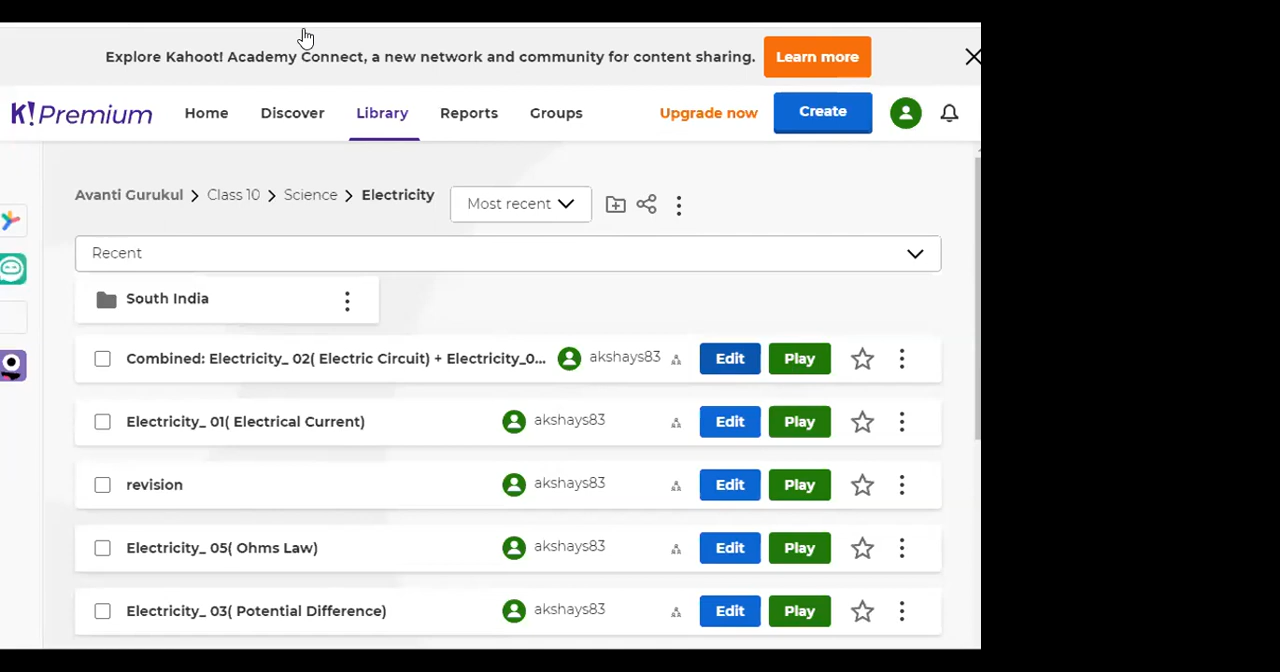 Explore Kahoot! Academy Connect, a new network and community for content sharing. Learn more
K! Premium Home Discover Library Reports Groups Upgrade now Create
Avanti Gurukul > Class 10 > Science > Electricity Most recent
Recent
South India
Combined: Electricity_ 02( Electric Circuit) + Electricity_0... akshays83 Edit Play
Electricity_ 01( Electrical Current) akshays83 Edit Play
revision akshays83 Edit Play
Electricity_ 05( Ohms Law) akshays83 Edit Play
Electricity_ 03( Potential Difference) akshays83 Edit Play